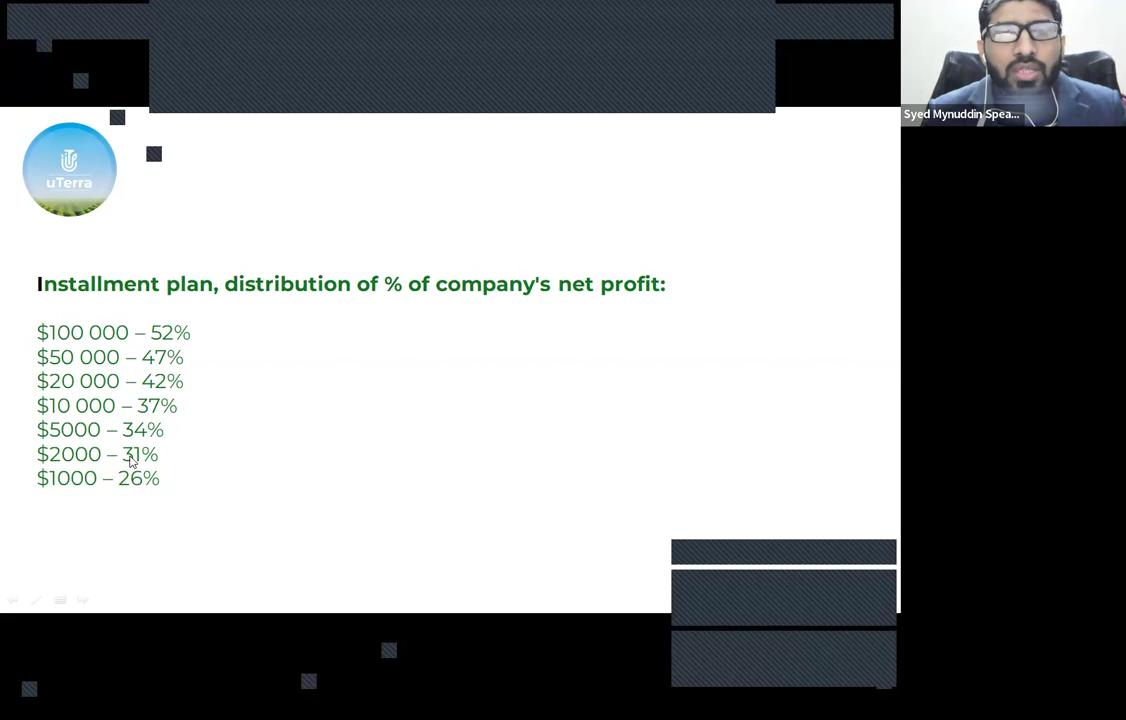 Syed Mynuddin Spea...
uTerra
Installment plan, distribution of % of company's net profit:
$100 000 – 52%
$50 000 – 47%
$20 000 – 42%
$10 000 – 37%
$5000 – 34%
$2000 – 31%
$1000 – 26%